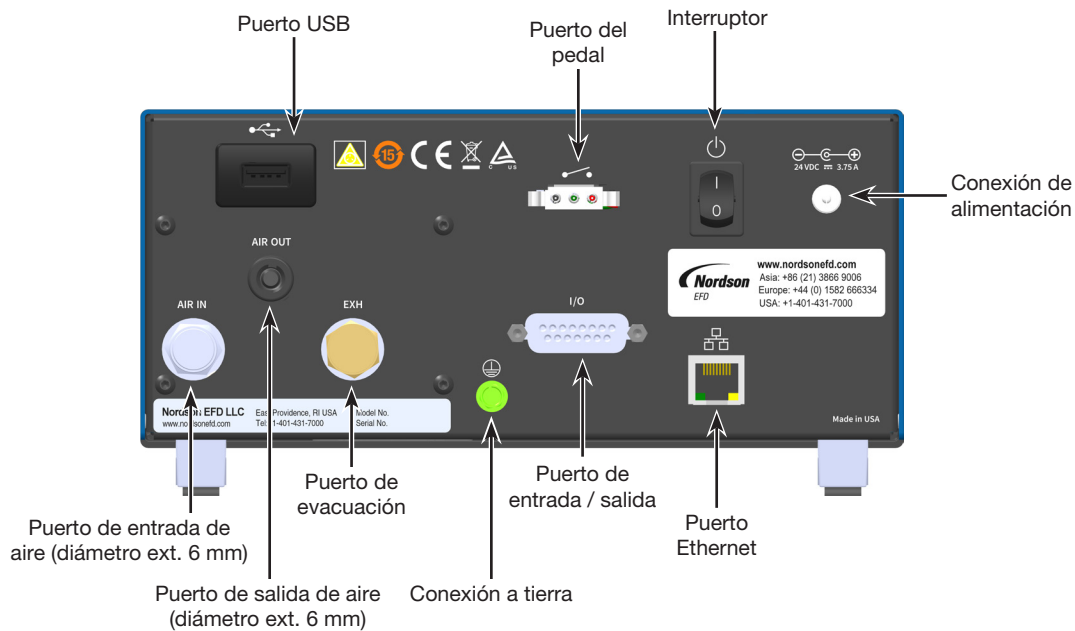 Puerto USB
Puerto del
pedal
Interruptor
15
C US
I
0
24 VDC 3.75 A
Conexión de
alimentación
AIR OUT
AIR IN
EXH
I/O
Nordson
EFD
www.nordsonefd.com
Asia: +86 (21) 3866 9006
Europe: +44 (0) 1582 666334
USA: +1-401-431-7000
Nordson EFD LLC
www.nordsonefd.com
East Providence, RI USA
Tel: +1-401-431-7000
Model No.
Serial No.
Made in USA
Puerto de entrada de
aire (diámetro ext. 6 mm)
Puerto de salida de aire
(diámetro ext. 6 mm)
Puerto de
evacuación
Conexión a tierra
Puerto de
entrada / salida
Puerto
Ethernet